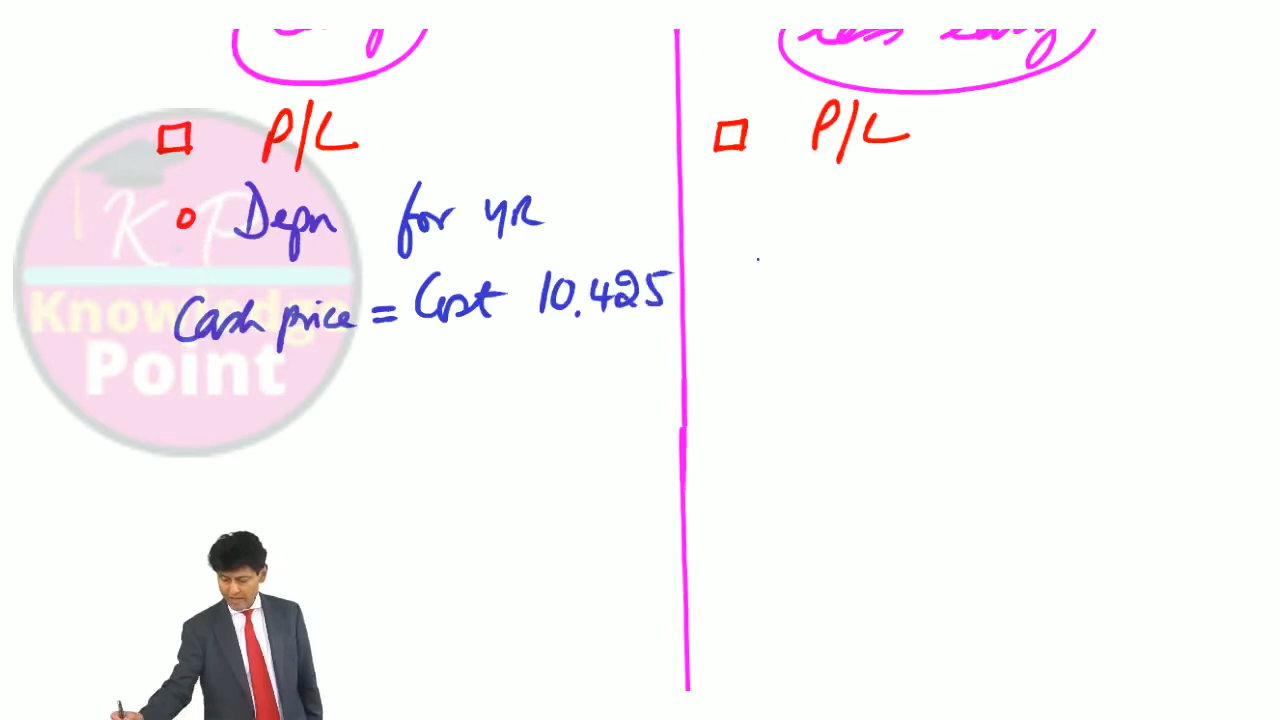 P/L
Depn for YR
Cash price = Cost 10.425
P/L
K.P
Knowledge
Point